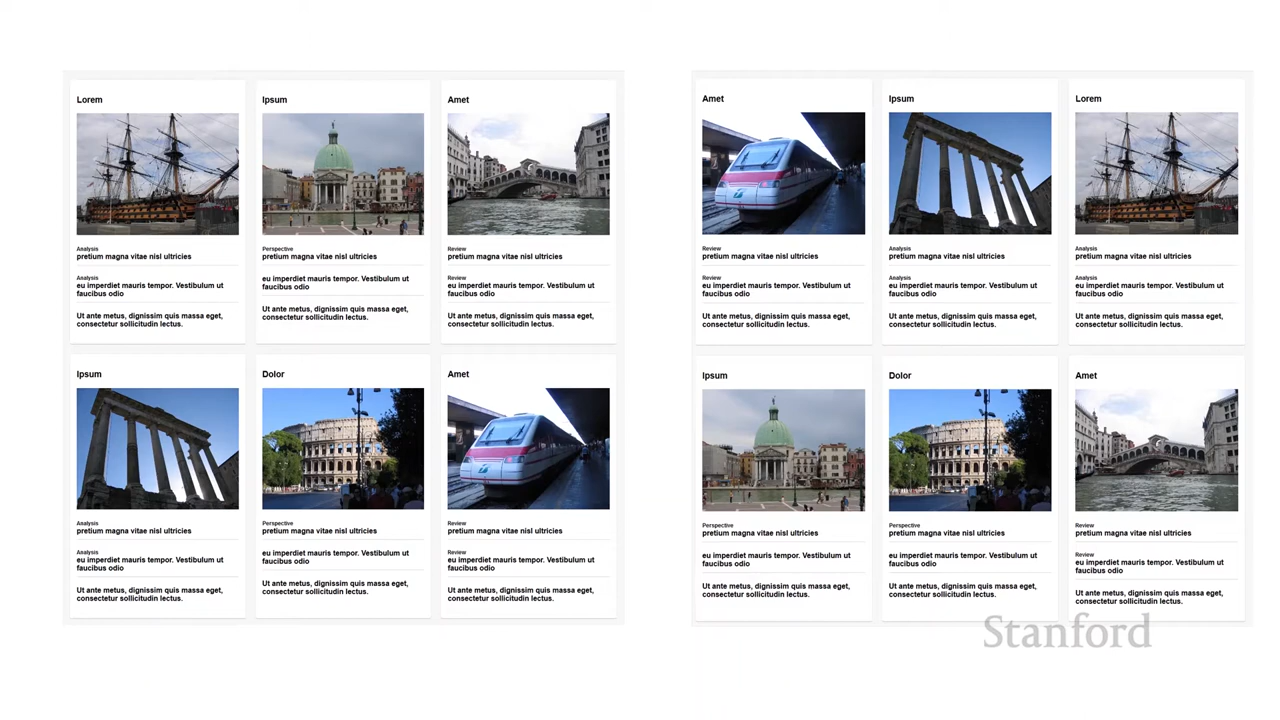 Lorem
Analysis
pretium magna vitae nisl ultricies
Analysis
eu imperdiet mauris tempor. Vestibulum ut
faucibus odio
Ut ante metus, dignissim quis massa eget,
consectetur sollicitudin lectus.
Ipsum
Perspective
pretium magna vitae nisl ultricies
eu imperdiet mauris tempor. Vestibulum ut
faucibus odio
Ut ante metus, dignissim quis massa eget,
consectetur sollicitudin lectus.
Amet
Review
pretium magna vitae nisl ultricies
Review
eu imperdiet mauris tempor. Vestibulum ut
faucibus odio
Ut ante metus, dignissim quis massa eget,
consectetur sollicitudin lectus.
Ipsum
Analysis
pretium magna vitae nisl ultricies
Analysis
eu imperdiet mauris tempor. Vestibulum ut
faucibus odio
Ut ante metus, dignissim quis massa eget,
consectetur sollicitudin lectus.
Dolor
Perspective
pretium magna vitae nisl ultricies
eu imperdiet mauris tempor. Vestibulum ut
faucibus odio
Ut ante metus, dignissim quis massa eget,
consectetur sollicitudin lectus.
Amet
Review
pretium magna vitae nisl ultricies
Review
eu imperdiet mauris tempor. Vestibulum ut
faucibus odio
Ut ante metus, dignissim quis massa eget,
consectetur sollicitudin lectus.
Amet
Review
pretium magna vitae nisl ultricies
Review
eu imperdiet mauris tempor. Vestibulum ut
faucibus odio
Ut ante metus, dignissim quis massa eget,
consectetur sollicitudin lectus.
Ipsum
Analysis
pretium magna vitae nisl ultricies
Analysis
eu imperdiet mauris tempor. Vestibulum ut
faucibus odio
Ut ante metus, dignissim quis massa eget,
consectetur sollicitudin lectus.
Lorem
Analysis
pretium magna vitae nisl ultricies
Analysis
eu imperdiet mauris tempor. Vestibulum ut
faucibus odio
Ut ante metus, dignissim quis massa eget,
consectetur sollicitudin lectus.
Ipsum
Perspective
pretium magna vitae nisl ultricies
eu imperdiet mauris tempor. Vestibulum ut
faucibus odio
Ut ante metus, dignissim quis massa eget,
consectetur sollicitudin lectus.
Dolor
Perspective
pretium magna vitae nisl ultricies
eu imperdiet mauris tempor. Vestibulum ut
faucibus odio
Ut ante metus, dignissim quis massa eget,
consectetur sollicitudin lectus.
Amet
Review
pretium magna vitae nisl ultricies
Review
eu imperdiet mauris tempor. Vestibulum ut
faucibus odio
Ut ante metus, dignissim quis massa eget,
consectetur sollicitudin lectus.
Stanford